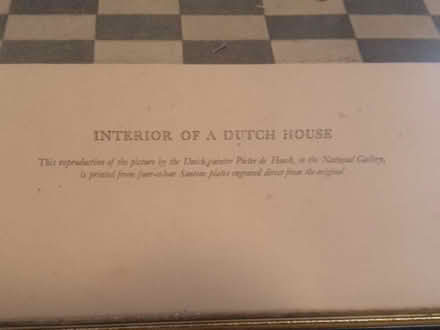 INTERIOR OF A DUTCH HOUSE
This reproduction of the picture by the Dutch painter Pieter de Hooch, in the National Gallery,
is printed from four-colour Santone plates engraved direct from the original